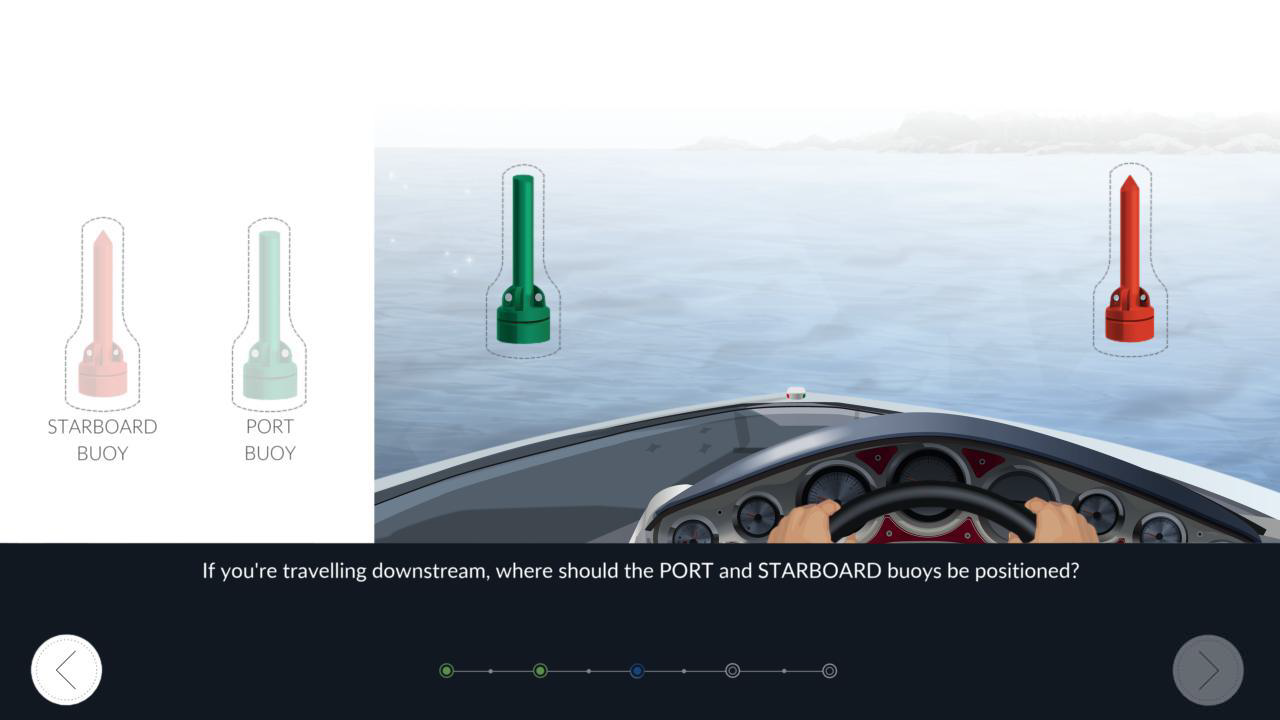 STARBOARD
BUOY
PORT
BUOY
If you're travelling downstream, where should the PORT and STARBOARD buoys be positioned?